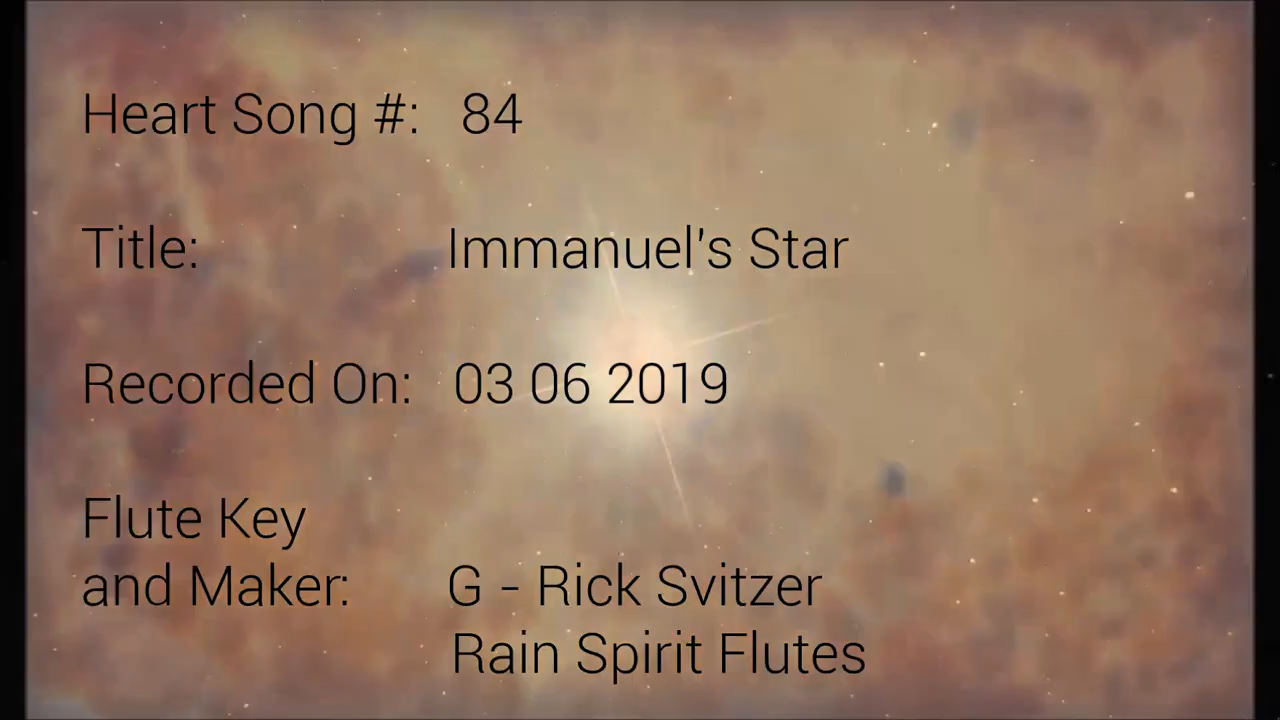 Heart Song #: 84
Title: Immanuel's Star
Recorded On: 03 06 2019
Flute Key
and Maker: G - Rick Svitzer
Rain Spirit Flutes